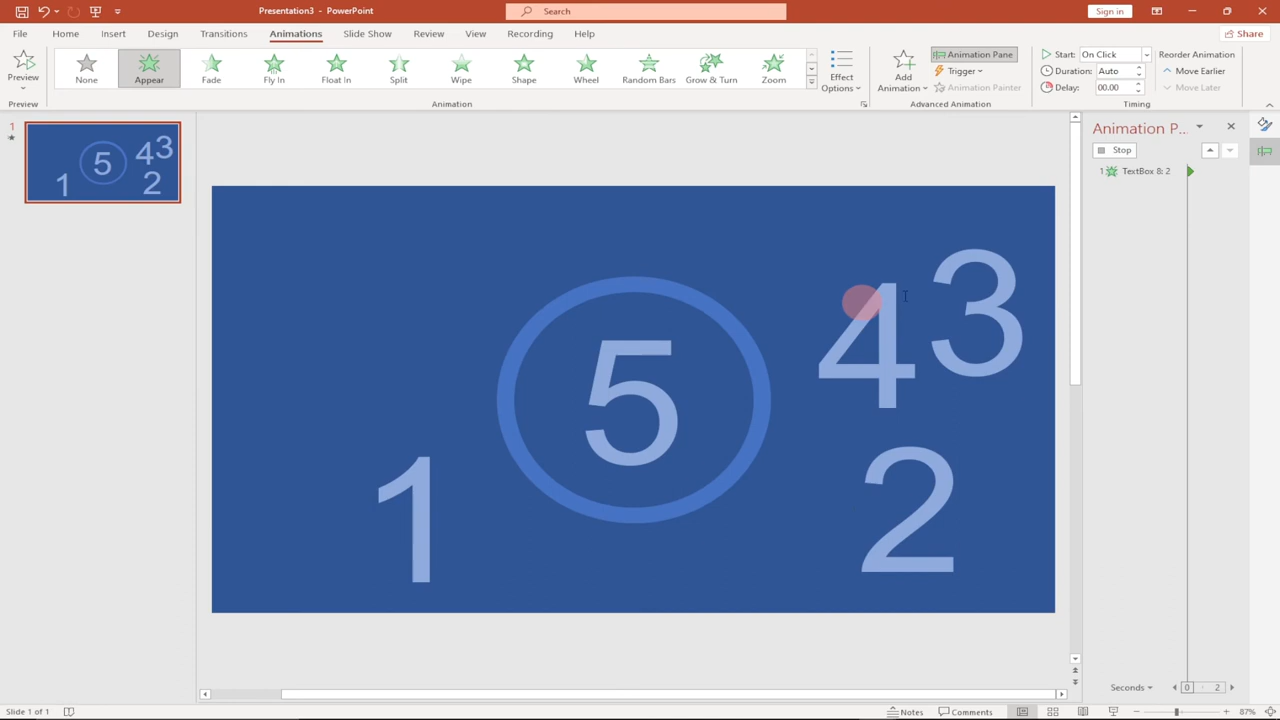 Presentation3 - PowerPoint
Search
Sign in
File Home Insert Design Transitions Animations Slide Show Review View Recording Help
Share
Preview
None Appear Fade Fly In Float In Split Wipe Shape Wheel Random Bars Grow & Turn Zoom
Effect Options
Add Animation
Animation Pane
Trigger
Animation Painter
Start: On Click
Duration: Auto
Delay: 00.00
Reorder Animation
Move Earlier
Move Later
Preview
Animation
Advanced Animation
Timing
1
5
4
3
1
2
Animation P...
Stop
1 TextBox 8: 2
4
3
5
1
2
Seconds
0 2
Slide 1 of 1
Notes
Comments
87%